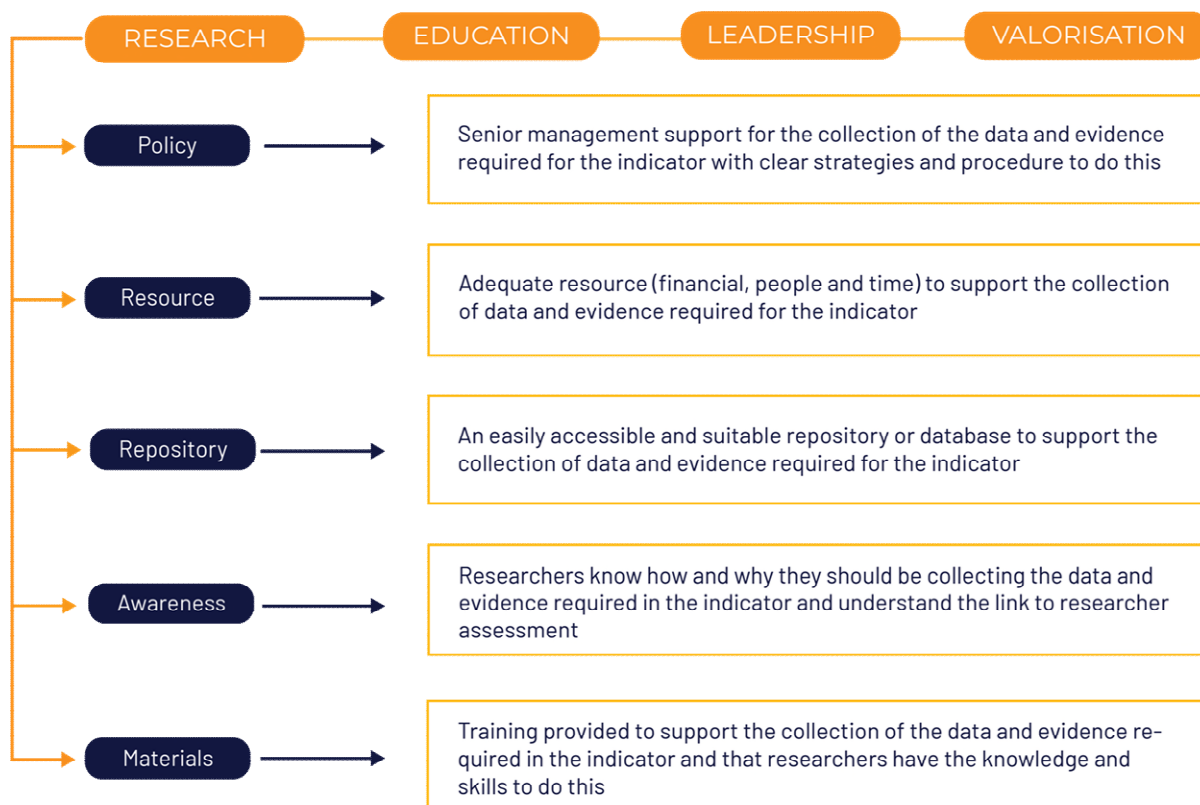 RESEARCH
EDUCATION
LEADERSHIP
VALORISATION
Policy
Senior management support for the collection of the data and evidence
required for the indicator with clear strategies and procedure to do this
Resource
Adequate resource (financial, people and time) to support the collection
of data and evidence required for the indicator
Repository
An easily accessible and suitable repository or database to support the
collection of data and evidence required for the indicator
Awareness
Researchers know how and why they should be collecting the data and
evidence required in the indicator and understand the link to researcher
assessment
Materials
Training provided to support the collection of the data and evidence re-
quired in the indicator and that researchers have the knowledge and
skills to do this